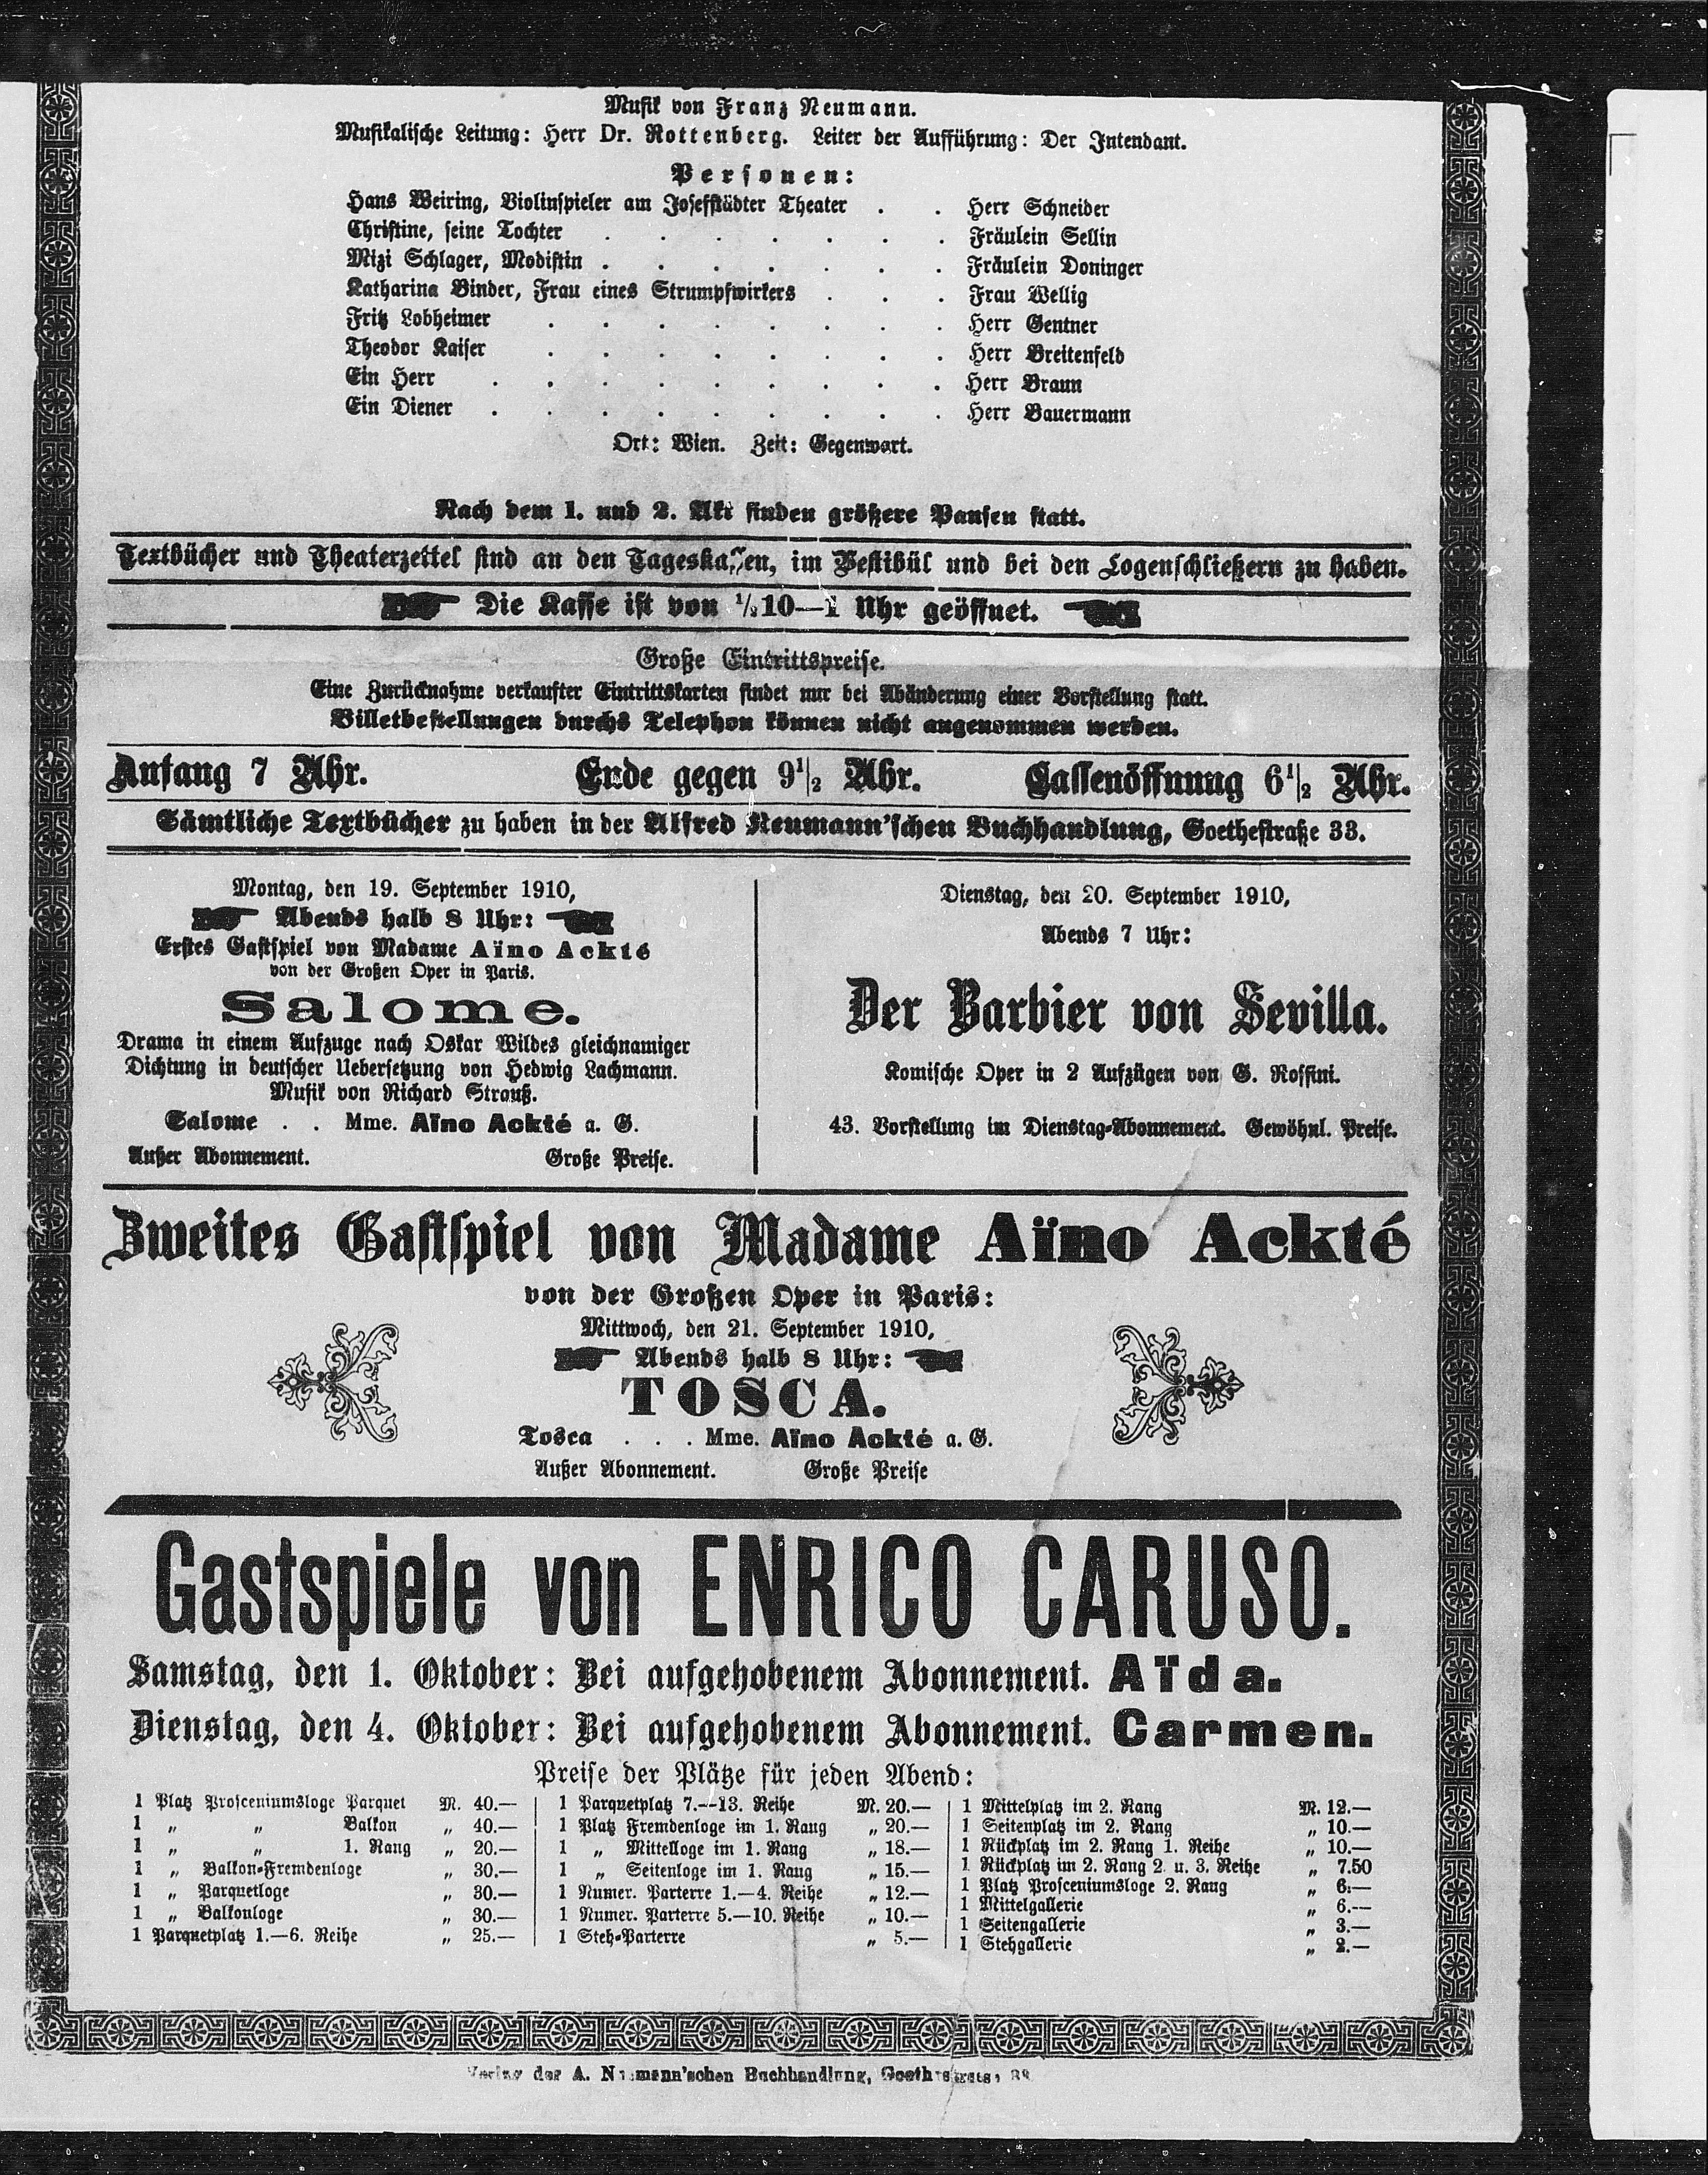 Musik von Franz Neumann.
Musikalische Leitung: Herr Dr. Rottenberg. Leiter der Aufführung: Der Intendant.
Personen:
Hans Weiring, Violinspieler am Josefstädter Theater . . Herr Schneider
Christine, seine Tochter . . . . . . . Fräulein Sellin
Mizi Schlager, Modistin . . . . . . . Fräulein Doninger
Katharina Binder, Frau eines Strumpfwirkers . . . Frau Wellig
Fritz Lobheimer . . . . . . . . Herr Gentner
Theodor Kaiser . . . . . . . . Herr Breitenfeld
Ein Herr . . . . . . . . . Herr Braun
Ein Diener . . . . . . . . . Herr Bauermann
Ort: Wien. Zeit: Gegenwart.
Nach dem 1. und 2. Akt finden größere Pausen statt.
Textbücher und Theaterzettel sind an den Tageskassen, im Vestibül und bei den Logenschließern zu haben.
Die Kasse ist von ½10—1 Uhr geöffnet.
Große Eintrittspreise.
Eine Zurücknahme verkaufter Eintrittskarten findet nur bei Abänderung einer Vorstellung statt.
Billetbestellungen durchs Telephon können nicht angenommen werden.
Anfang 7 Uhr. Ende gegen 9½ Uhr. Cassenöffnung 6½ Uhr.
Sämtliche Textbücher zu haben in der Alfred Neumann'schen Buchhandlung, Goethestraße 33.
Montag, den 19. September 1910,
Abends halb 8 Uhr:
Erstes Gastspiel von Madame Aïno Ackté
von der Großen Oper in Paris.
Salome.
Drama in einem Aufzuge nach Oskar Wildes gleichnamiger
Dichtung in deutscher Uebersetzung von Hedwig Lachmann.
Musik von Richard Strauß.
Salome . . Mme. Aïno Ackté a. G.
Außer Abonnement. Große Preise.
Dienstag, den 20. September 1910,
Abends 7 Uhr:
Der Barbier von Sevilla.
Komische Oper in 2 Aufzügen von G. Rossini.
43. Vorstellung im Dienstag-Abonnement. Gewöhnl. Preise.
Zweites Gastspiel von Madame Aïno Ackté
von der Großen Oper in Paris:
Mittwoch, den 21. September 1910,
Abends halb 8 Uhr:
TOSCA.
Tosca . . . Mme. Aïno Ackté a. G.
Außer Abonnement. Große Preise
Gastspiele von ENRICO CARUSO.
Samstag, den 1. Oktober: Bei aufgehobenem Abonnement. Aïda.
Dienstag, den 4. Oktober: Bei aufgehobenem Abonnement. Carmen.
Preise der Plätze für jeden Abend:
1 Platz Prosceniumsloge Parquet M. 40.—
1 „ „ Balkon „ 40.—
1 „ „ 1. Rang „ 20.—
1 „ Balkon-Fremdenloge „ 30.—
1 „ Parquetloge „ 30.—
1 „ Balkonloge „ 30.—
1 Parquetplatz 1.—6. Reihe „ 25.—
1 Parquetplatz 7.—13. Reihe M. 20.—
1 Platz Fremdenloge im 1. Rang „ 20.—
1 „ Mittelloge im 1. Rang „ 18.—
1 „ Seitenloge im 1. Rang „ 15.—
1 Numer. Parterre 1.—4. Reihe „ 12.—
1 Numer. Parterre 5.—10. Reihe „ 10.—
1 Steh-Parterre „ 5.—
1 Mittelplatz im 2. Rang M. 12.—
1 Seitenplatz im 2. Rang „ 10.—
1 Rückplatz im 2. Rang 1. Reihe „ 10.—
1 Rückplatz im 2. Rang 2. u. 3. Reihe „ 7.50
1 Platz Prosceniumsloge 2. Rang „ 6.—
1 Mittelgallerie „ 6.—
1 Seitengallerie „ 3.—
1 Stehgallerie „ 2.—
Verlag der A. Neumann'schen Buchhandlung, Goethestrasse 33